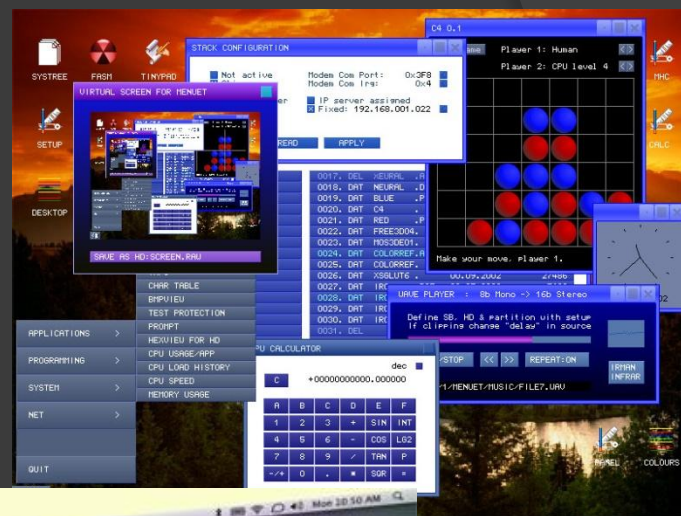 C4 0.1
Player 1: Human
Player 2: CPU level 4
Make your move, player 1.
SYSTREE
FASM
TINYPAD
MHC
SETUP
CALC
DESKTOP
STACK CONFIGURATION
Not active
Modem Com Port: 0x3F8
Modem Com Irq: 0x4
IP server assigned
Fixed: 192.168.001.022
READ
APPLY
VIRTUAL SCREEN FOR MENUET
SAVE AS HD:SCREEN.RAW
0017. DEL XEURAL .A
0018. DAT NEURAL .D
0019. DAT BLUE .P
0020. DAT C4 .
0021. DAT RED .P
0022. DAT FREE3D04.
0023. DAT MOS3DE01.
0024. DAT COLORREF.A
0025. DAT COLORREF.
0026. DAT XSGLUT6 .
0027. DAT IRC
0028. DAT IRC
0029. DAT IRC
0030. DAT IRC
0031. DEL
CHAR TABLE
BMPVIEW
TEST PROTECTION
PROMPT
HEXVIEW FOR HD
CPU USAGE/APP
CPU LOAD HISTORY
CPU SPEED
MEMORY USAGE
APPLICATIONS >
PROGRAMMING >
SYSTEM >
NET >
QUIT
WAVE PLAYER : 8b Mono -> 16b Stereo
Define SB, HD & partition with setup
If clipping change "delay" in source
/STOP << >> REPEAT:ON
IRMAN
INFRAR
/1/MENUET/MUSIC/FILE7.WAV
PU CALCULATOR
dec
C +0000000000.000000
A B C D E F
1 2 3 + SIN INT
4 5 6 - COS LG2
7 8 9 / TAN P
-/+ 0 . * SQR =
PANEL
COLOURS
Mon 10:50 AM